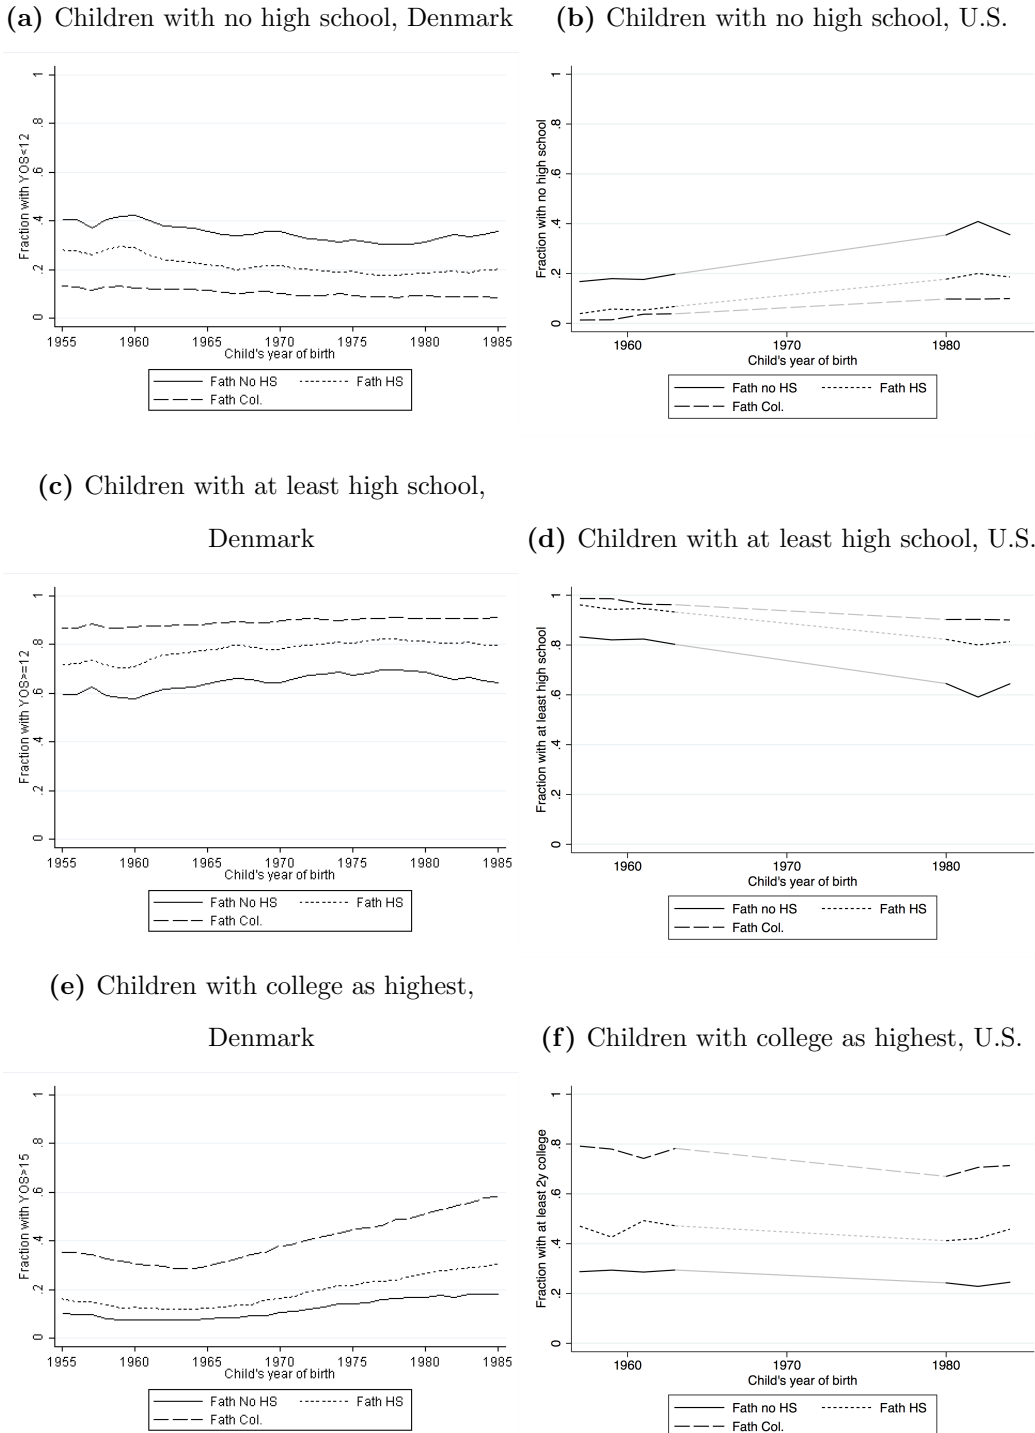 (a) Children with no high school, Denmark
Fraction with YOS<12
0 .2 .4 .6 .8 1
1955 1960 1965 1970 1975 1980 1985
Child's year of birth
Fath No HS Fath HS
Fath Col.
(b) Children with no high school, U.S.
Fraction with no high school
0 .2 .4 .6 .8 1
1960 1970 1980
Child's year of birth
Fath no HS Fath HS
Fath Col.
(c) Children with at least high school,
Denmark
Fraction with YOS>=12
0 .2 .4 .6 .8 1
1955 1960 1965 1970 1975 1980 1985
Child's year of birth
Fath No HS Fath HS
Fath Col.
(d) Children with at least high school, U.S.
Fraction with at least high school
0 .2 .4 .6 .8 1
1960 1970 1980
Child's year of birth
Fath no HS Fath HS
Fath Col.
(e) Children with college as highest,
Denmark
Fraction with YOS>15
0 .2 .4 .6 .8 1
1955 1960 1965 1970 1975 1980 1985
Child's year of birth
Fath No HS Fath HS
Fath Col.
(f) Children with college as highest, U.S.
Fraction with at least 2y college
0 .2 .4 .6 .8 1
1960 1970 1980
Child's year of birth
Fath no HS Fath HS
Fath Col.